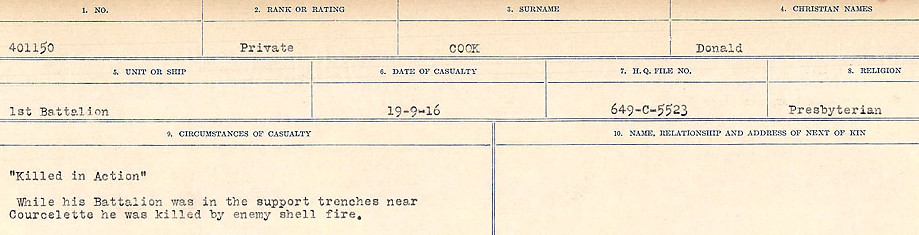 1. NO.
2. RANK OR RATING
3. SURNAME
4. CHRISTIAN NAMES
401150
Private
COOK
Donald
5. UNIT OR SHIP
6. DATE OF CASUALTY
7. H.Q. FILE NO.
8. RELIGION
1st Battalion
19-9-16
649-C-5523
Presbyterian
9. CIRCUMSTANCES OF CASUALTY
10. NAME, RELATIONSHIP AND ADDRESS OF NEXT OF KIN
"Killed in Action"
While his Battalion was in the support trenches near
Courcelette he was killed by enemy shell fire.